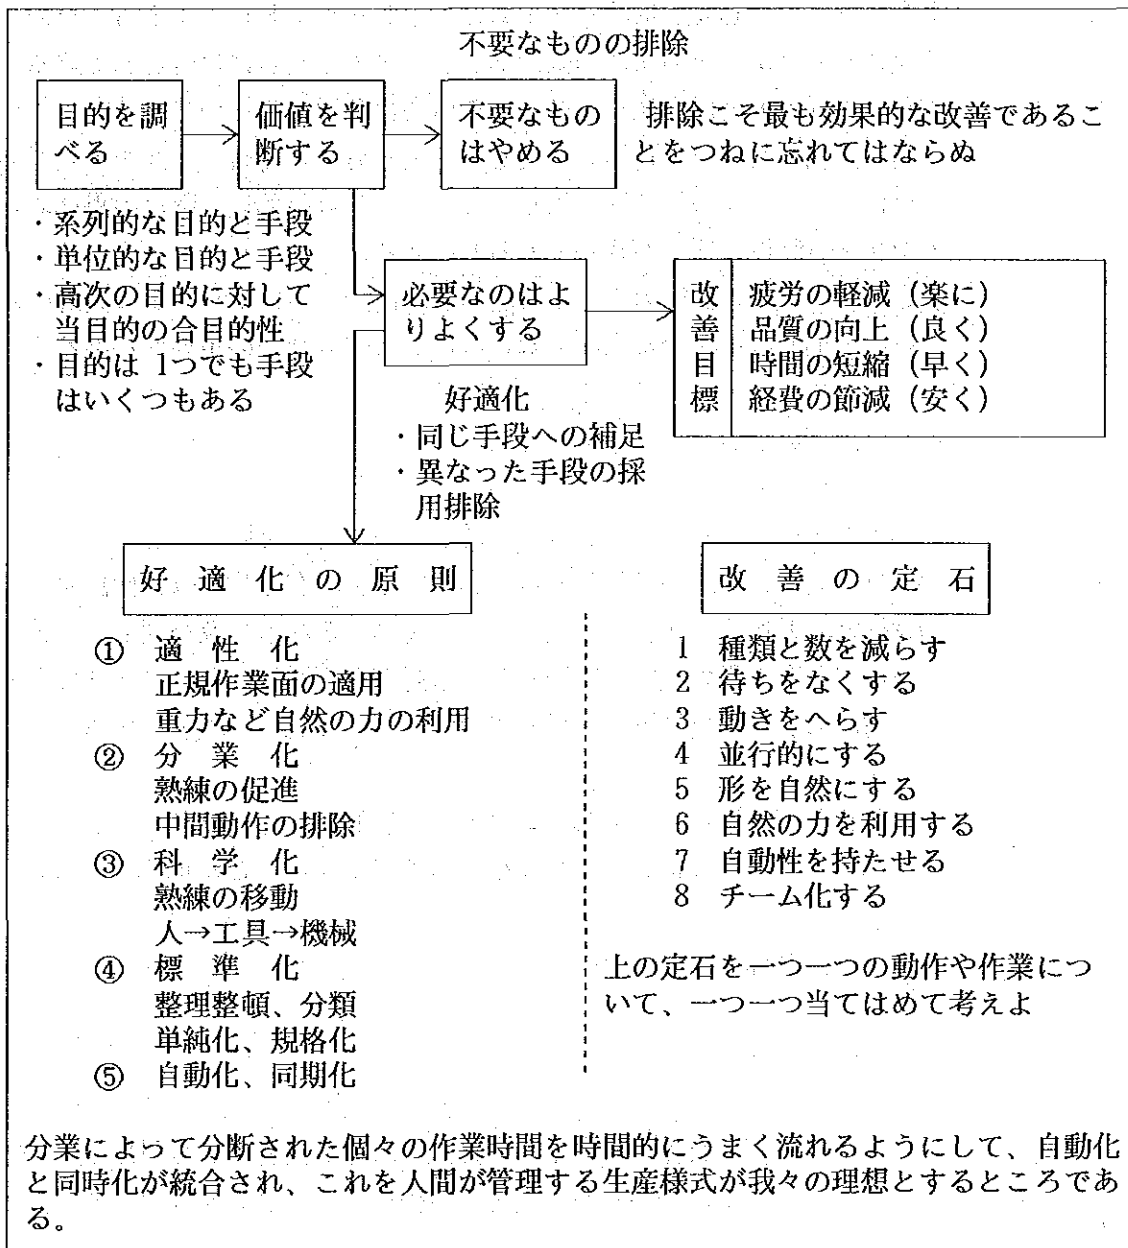 不要なものの排除
目的を調
べる
価値を判
断する
不要なもの
はやめる
排除こそ最も効果的な改善であるこ
とをつねに忘れてはならぬ
・系列的な目的と手段
・単位的な目的と手段
・高次の目的に対して
当目的の合目的性
・目的は 1つでも手段
はいくつもある
必要なのはよ
りよくする
改善目標
疲労の軽減（楽に）
品質の向上（良く）
時間の短縮（早く）
経費の節減（安く）
好適化
・同じ手段への補足
・異なった手段の採
用排除
好適化の原則
① 適性化
正規作業面の適用
重力など自然の力の利用
② 分業化
熟練の促進
中間動作の排除
③ 科学化
熟練の移動
人→工具→機械
④ 標準化
整理整頓、分類
単純化、規格化
⑤ 自動化、同期化
改善の定石
1 種類と数を減らす
2 待ちをなくする
3 動きをへらす
4 並行的にする
5 形を自然にする
6 自然の力を利用する
7 自動性を持たせる
8 チーム化する
上の定石を一つ一つの動作や作業につ
いて、一つ一つ当てはめて考えよ
分業によって分断された個々の作業時間を時間的にうまく流れるようにして、自動化
と同時化が統合され、これを人間が管理する生産様式が我々の理想とするところであ
る。